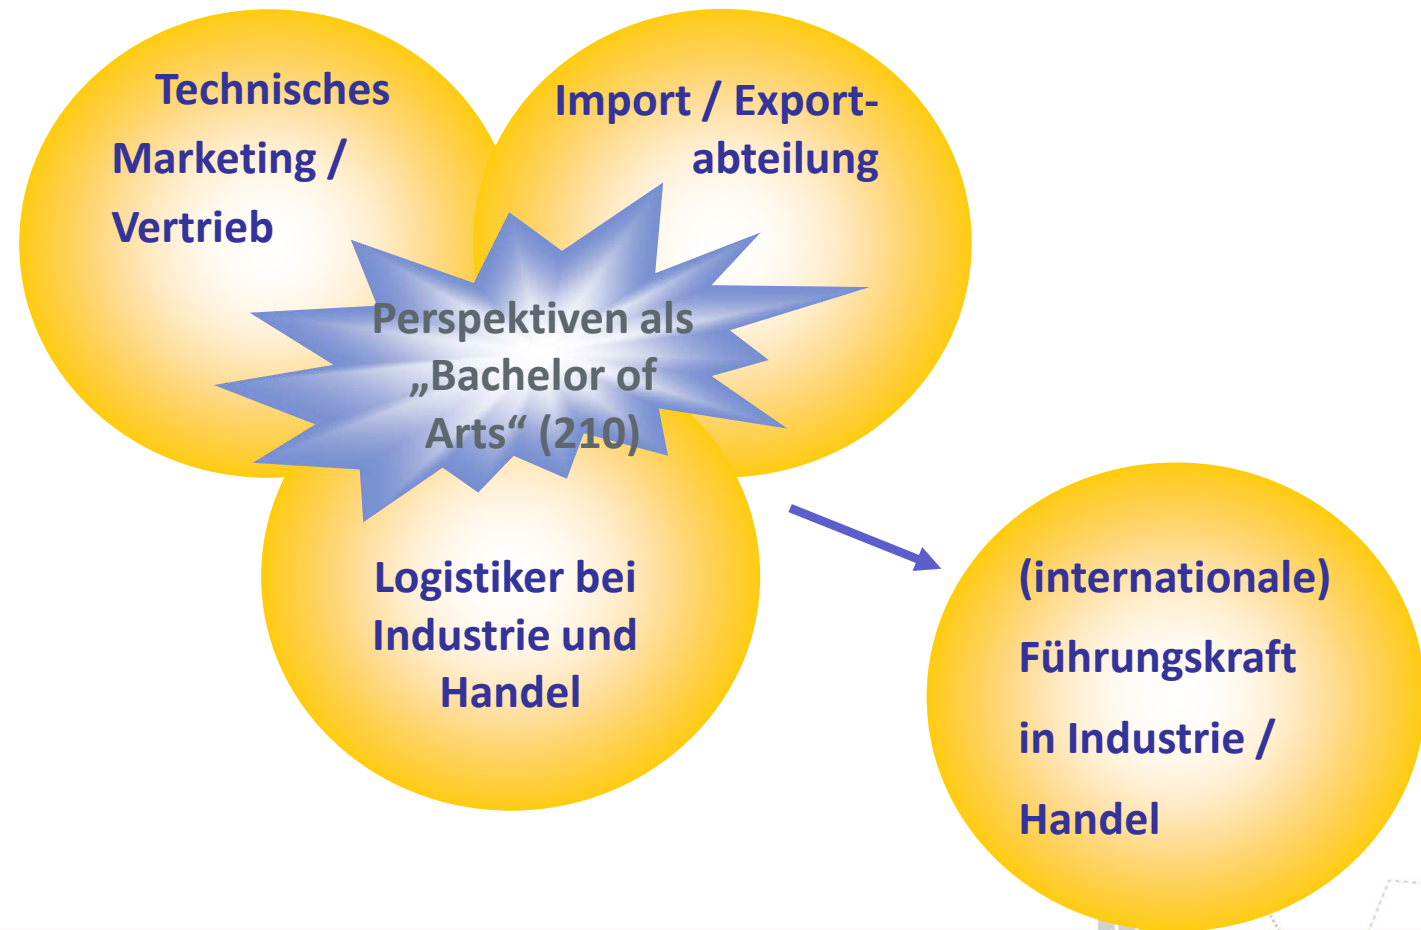 Technisches
Marketing /
Vertrieb
Import / Export-
abteilung
Perspektiven als
„Bachelor of
Arts“ (210)
Logistiker bei
Industrie und
Handel
(internationale)
Führungskraft
in Industrie /
Handel